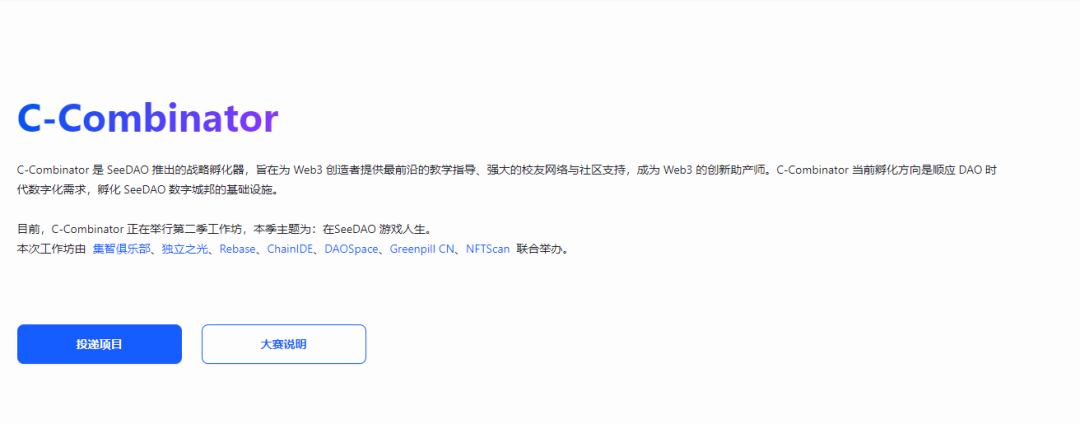 C-Combinator
C-Combinator 是 SeeDAO 推出的战略孵化器，旨在为 Web3 创造者提供最前沿的教学指导、强大的校友网络与社区支持，成为 Web3 的创新助产师。C-Combinator 当前孵化方向是顺应 DAO 时
代数字化需求，孵化 SeeDAO 数字城邦的基础设施。
目前，C-Combinator 正在举行第二季工作坊，本季主题为：在SeeDAO 游戏人生。
本次工作坊由 集智俱乐部、独立之光、Rebase、ChainIDE、DAOSpace、Greenpill CN、NFTScan 联合举办。
投递项目
大赛说明